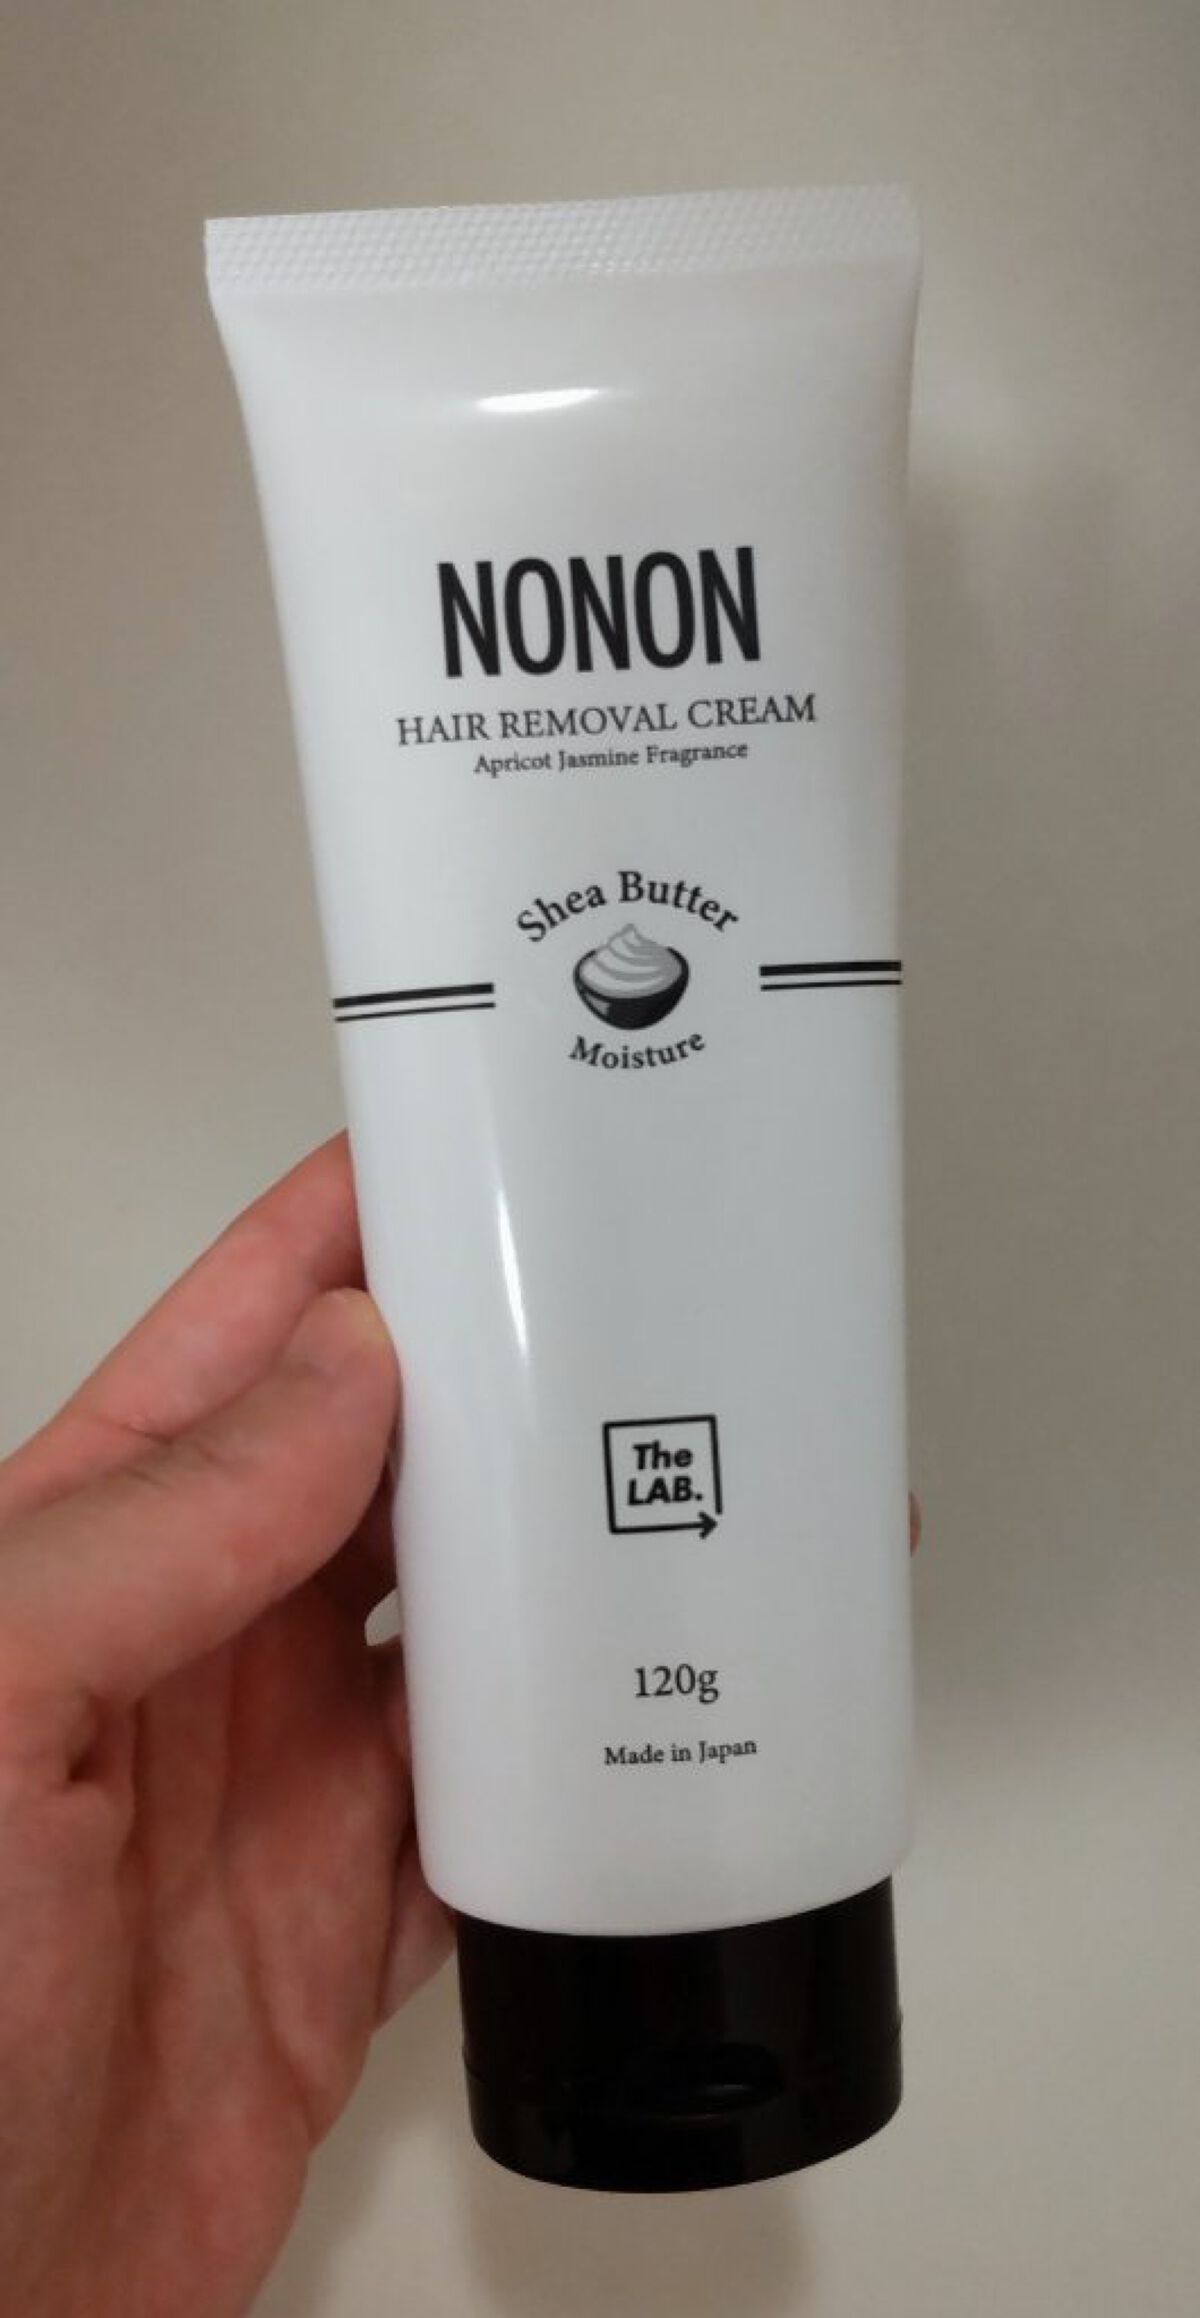 NONON
HAIR REMOVAL CREAM
Apricot Jasmine Fragrance
Shea Butter
Moisture
The
LAB.
120g
Made in Japan